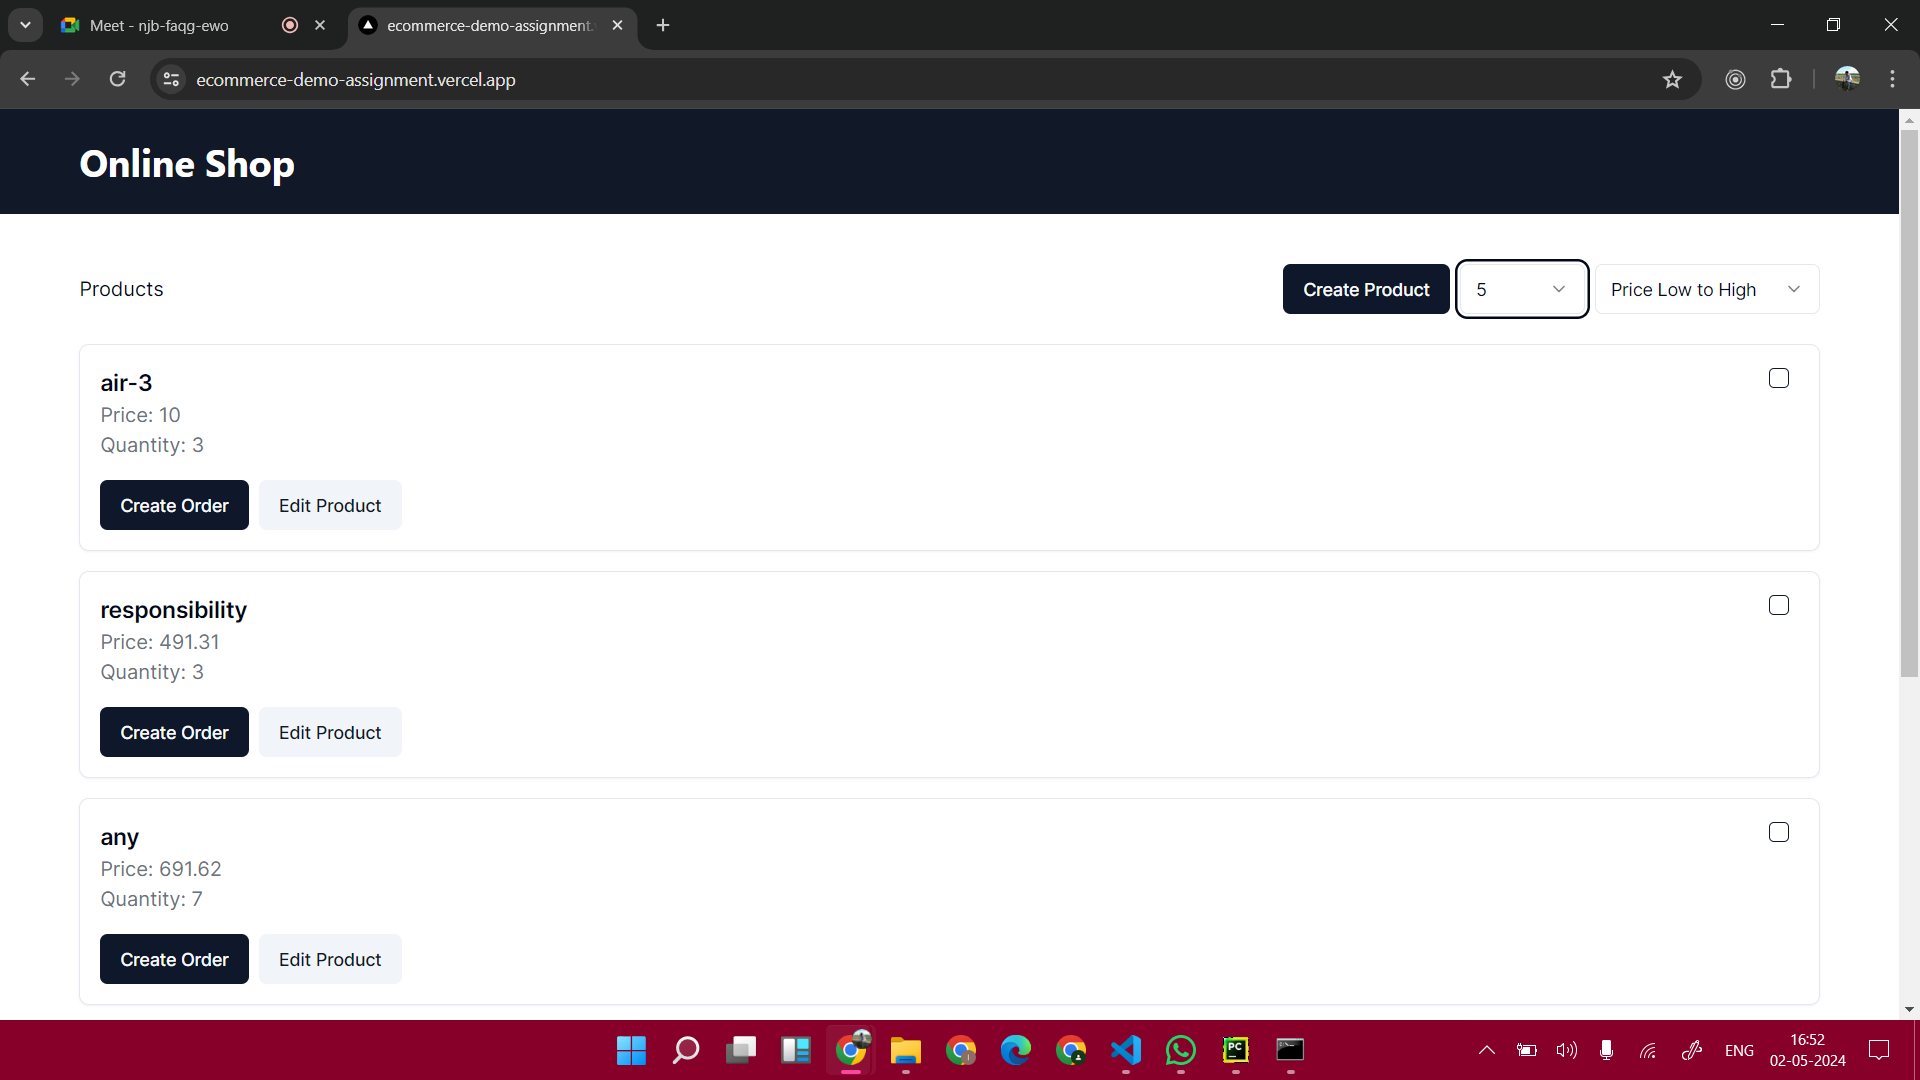 Meet - njb-faqg-ewo
ecommerce-demo-assignment.
ecommerce-demo-assignment.vercel.app
Online Shop
Products
Create Product
5
Price Low to High
air-3
Price: 10
Quantity: 3
Create Order
Edit Product
responsibility
Price: 491.31
Quantity: 3
Create Order
Edit Product
any
Price: 691.62
Quantity: 7
Create Order
Edit Product
PC
ENG
16:52
02-05-2024